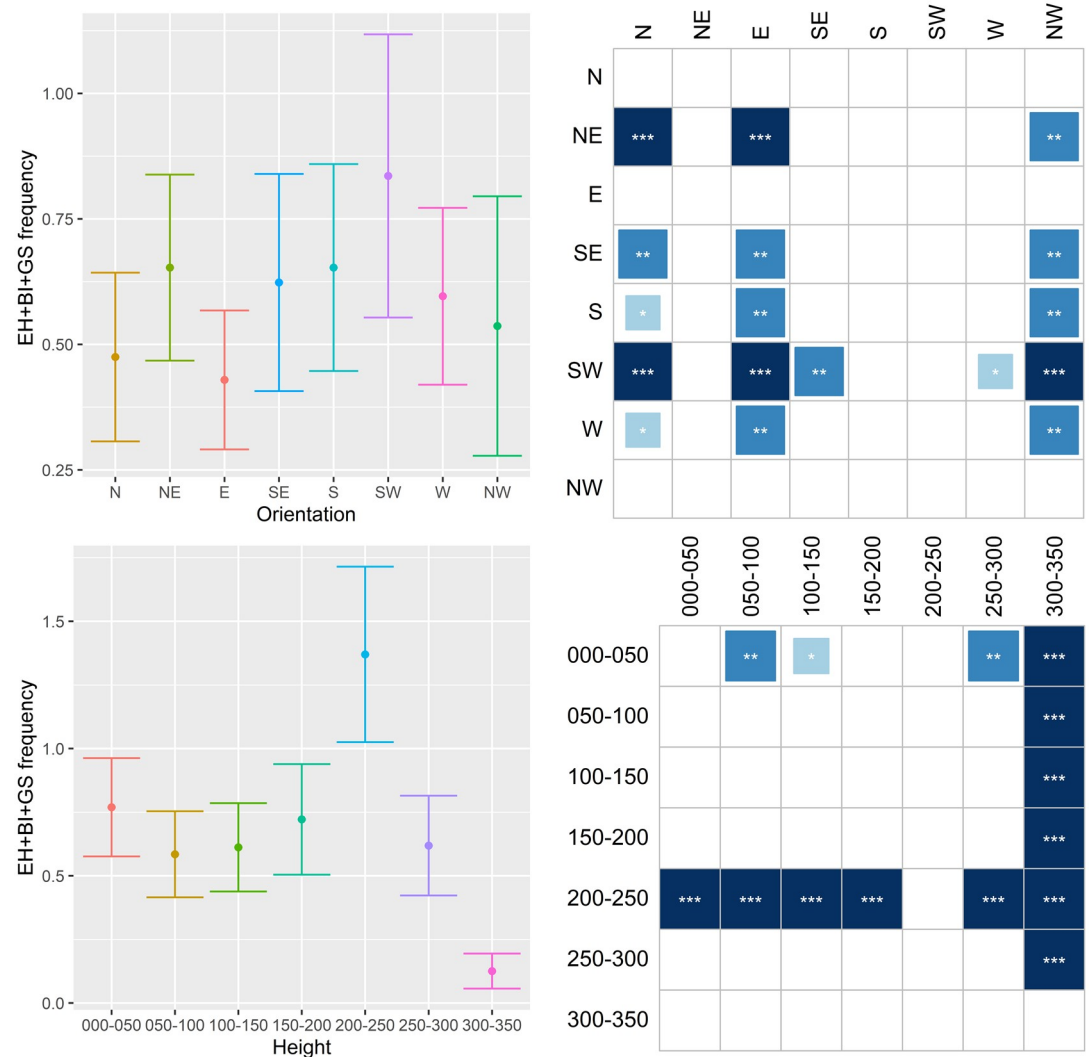 EH+BI+GS frequency
1.00
0.75
0.50
0.25
N NE E SE S SW W NW
Orientation
N NE E SE S SW W NW
N
NE *** *** **
E
SE ** ** **
S * ** **
SW *** *** ** * ***
W * ** **
NW
EH+BI+GS frequency
1.5
1.0
0.5
0.0
000-050 050-100 100-150 150-200 200-250 250-300 300-350
Height
000-050 050-100 100-150 150-200 200-250 250-300 300-350
000-050 ** * ** ***
050-100 ***
100-150 ***
150-200 ***
200-250 *** *** *** *** *** ***
250-300 ***
300-350